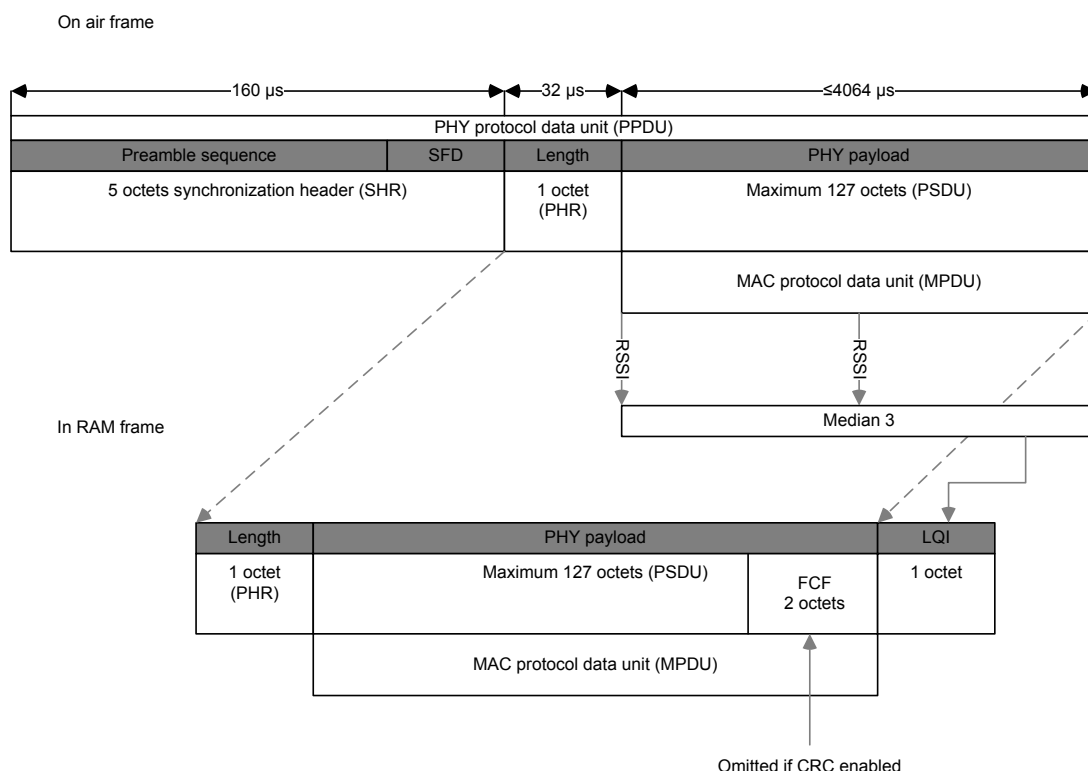 On air frame
160 µs
32 µs
≤4064 µs
PHY protocol data unit (PPDU)
Preamble sequence
SFD
Length
PHY payload
5 octets synchronization header (SHR)
1 octet
(PHR)
Maximum 127 octets (PSDU)
MAC protocol data unit (MPDU)
RSSI
RSSI
In RAM frame
Median 3
Length
PHY payload
LQI
1 octet
(PHR)
Maximum 127 octets (PSDU)
FCF
2 octets
1 octet
MAC protocol data unit (MPDU)
Omitted if CRC enabled